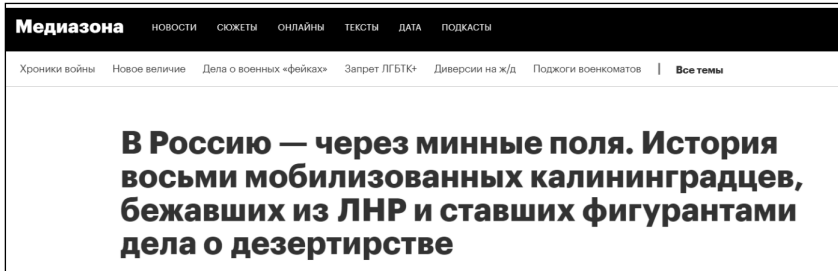 Медиазона НОВОСТИ СЮЖЕТЫ ОНЛАЙНЫ ТЕКСТЫ ДАТА ПОДКАСТЫ
Хроники войны Новое величие Дела о военных «фейках» Запрет ЛГБТК+ Диверсии на ж/д Поджоги военкоматов | Все темы
В Россию — через минные поля. История
восьми мобилизованных калининградцев,
бежавших из ЛНР и ставших фигурантами
дела о дезертирстве